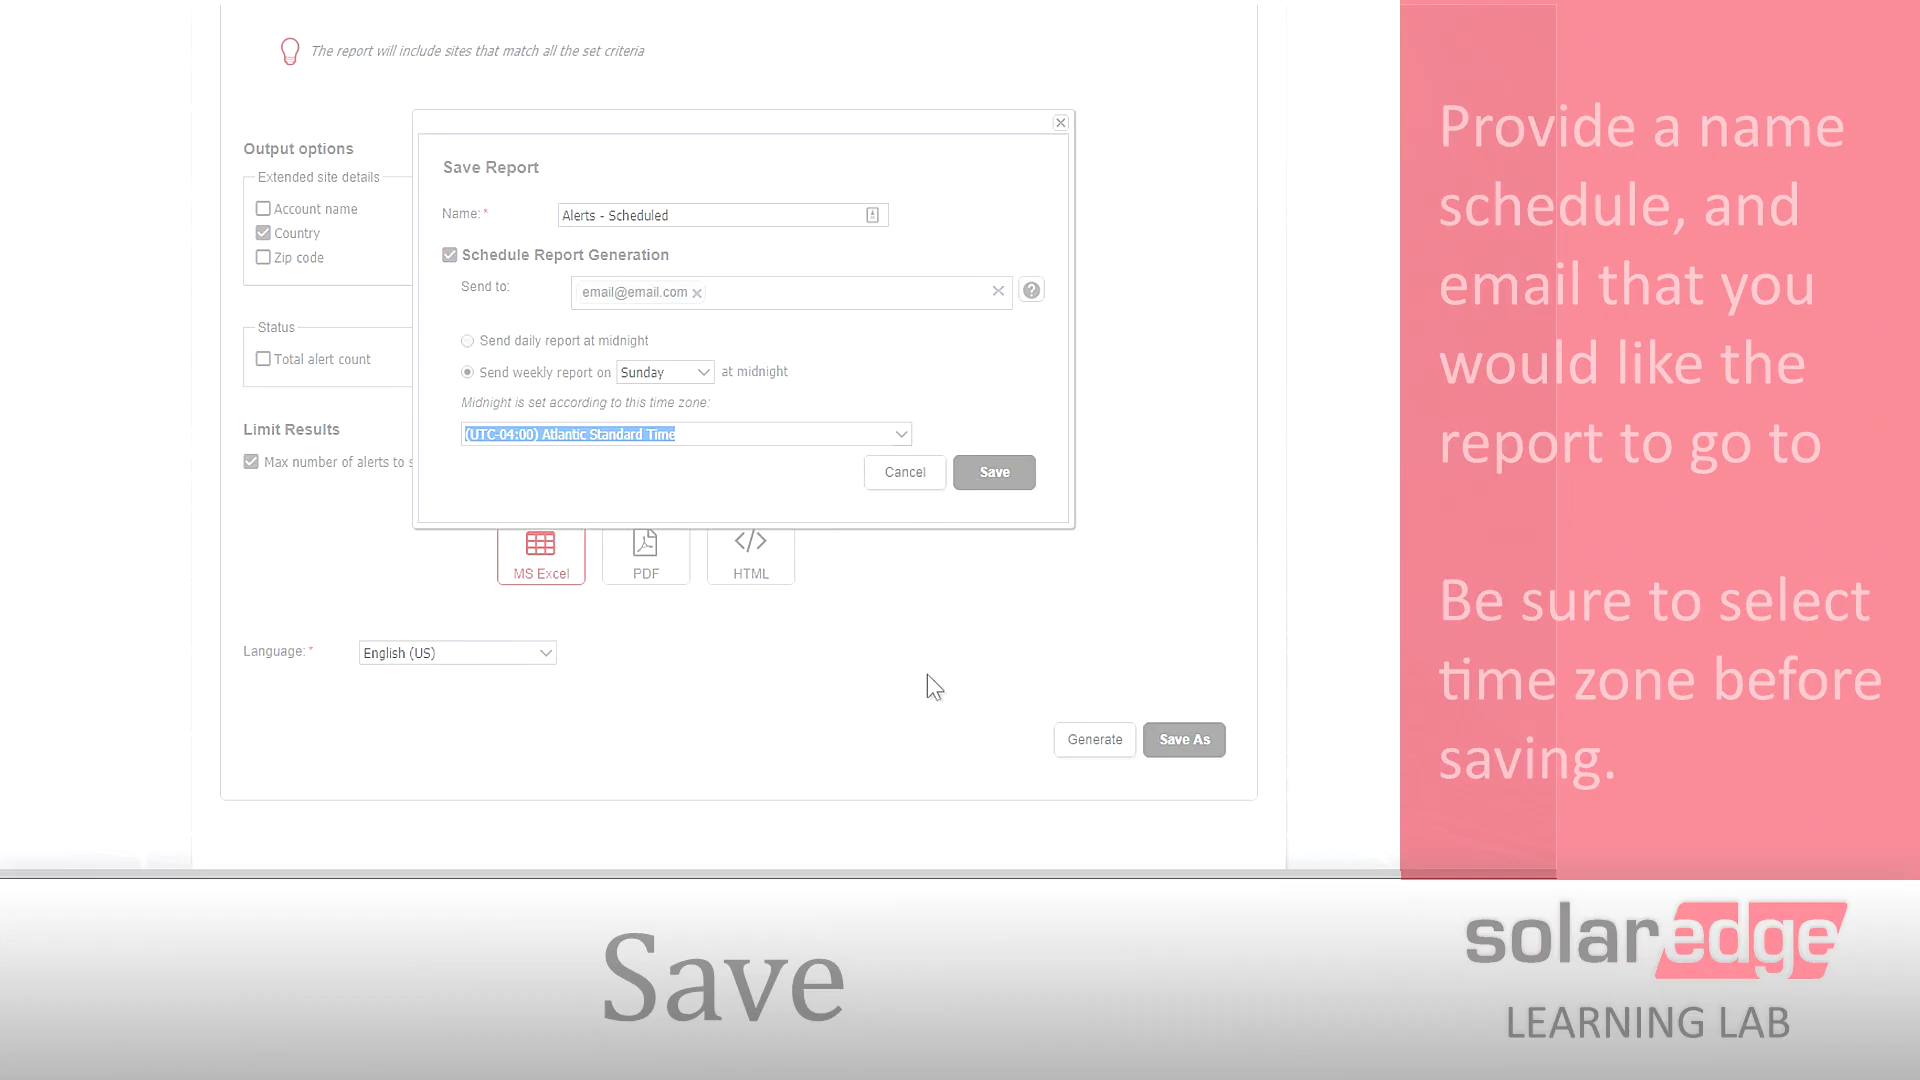 The report will include sites that match all the set criteria
Output options
Extended site details
Account name
Country
Zip code
Status
Total alert count
Limit Results
Max number of alerts to s
Save Report
Name:*
Alerts - Scheduled
Schedule Report Generation
Send to:
email@email.com
Send daily report at midnight
Send weekly report on Sunday at midnight
Midnight is set according to this time zone:
(UTC-04:00) Atlantic Standard Time
Cancel Save
MS Excel PDF HTML
Language:* English (US)
Generate Save As
Provide a name
schedule, and
email that you
would like the
report to go to
Be sure to select
time zone before
saving.
Save
solaredge
LEARNING LAB